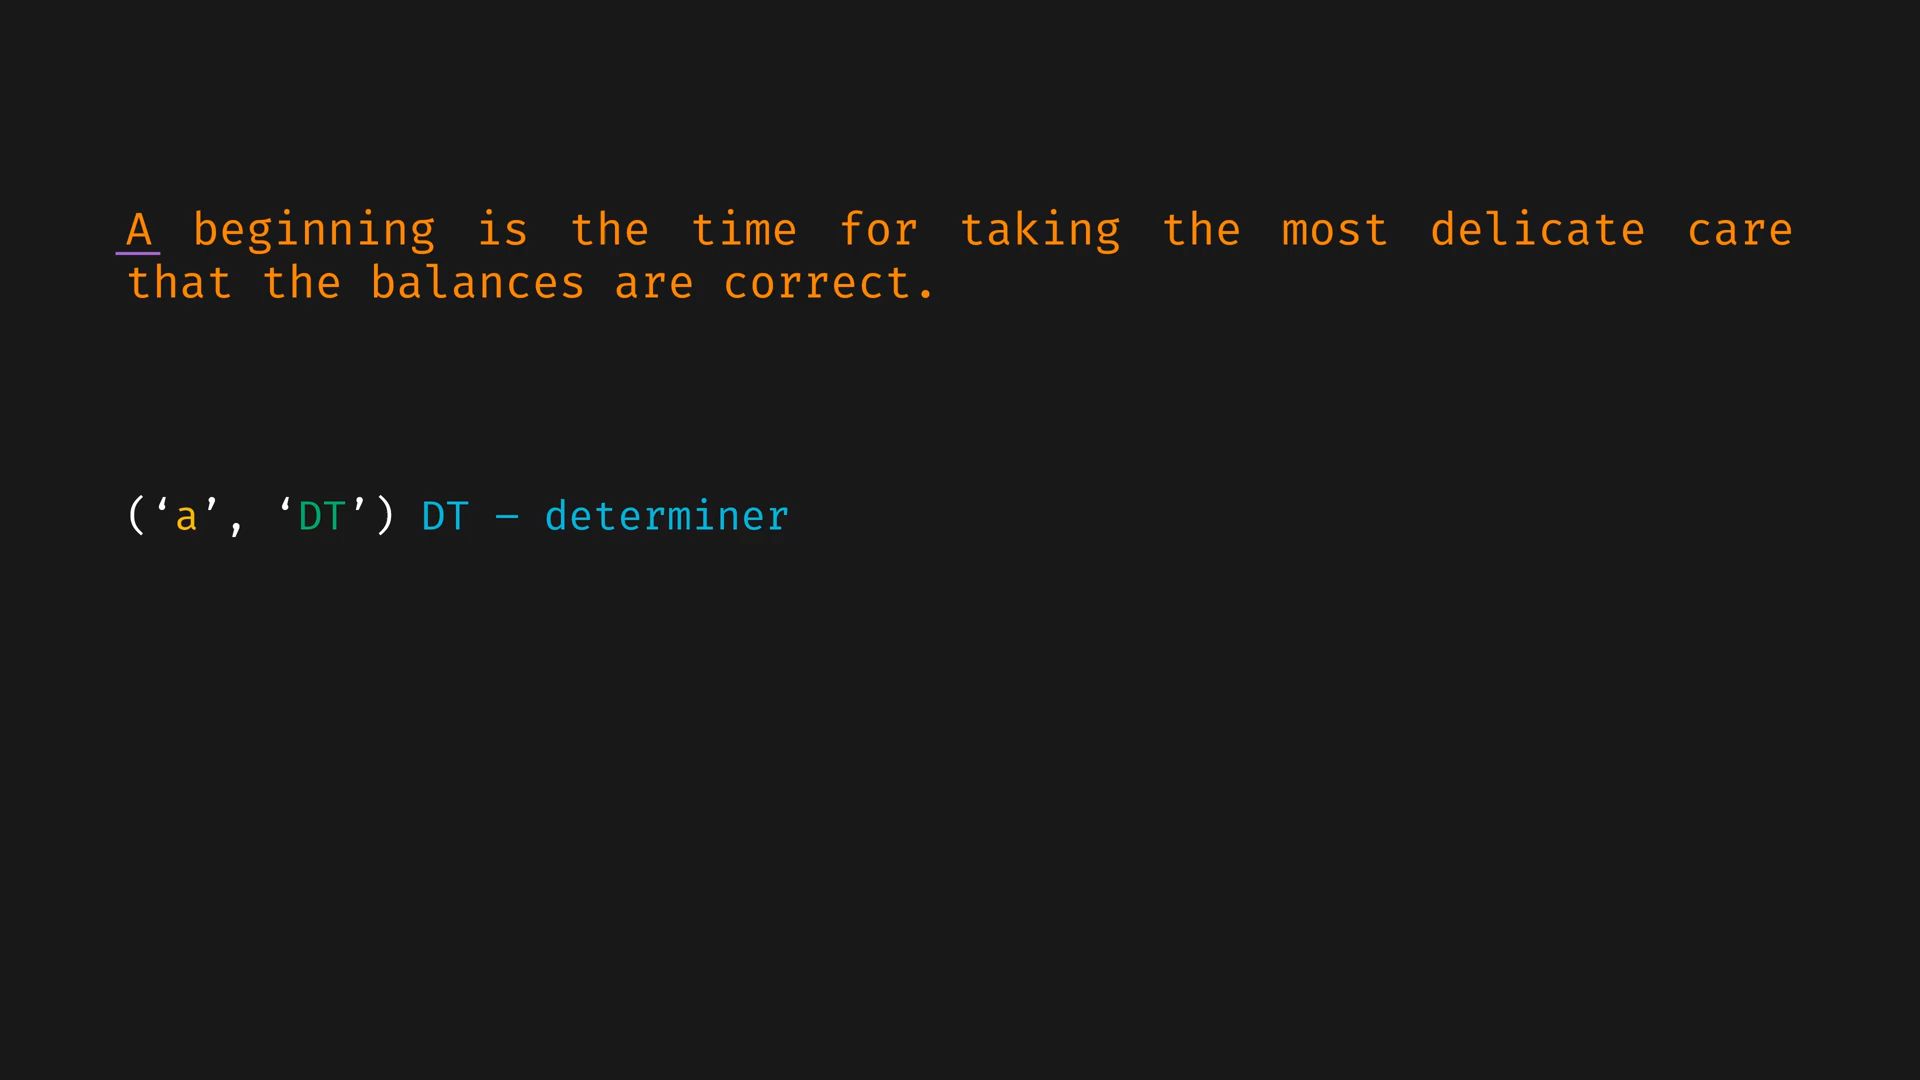 A beginning is the time for taking the most delicate care
that the balances are correct.
(‘a’, ‘DT’) DT – determiner